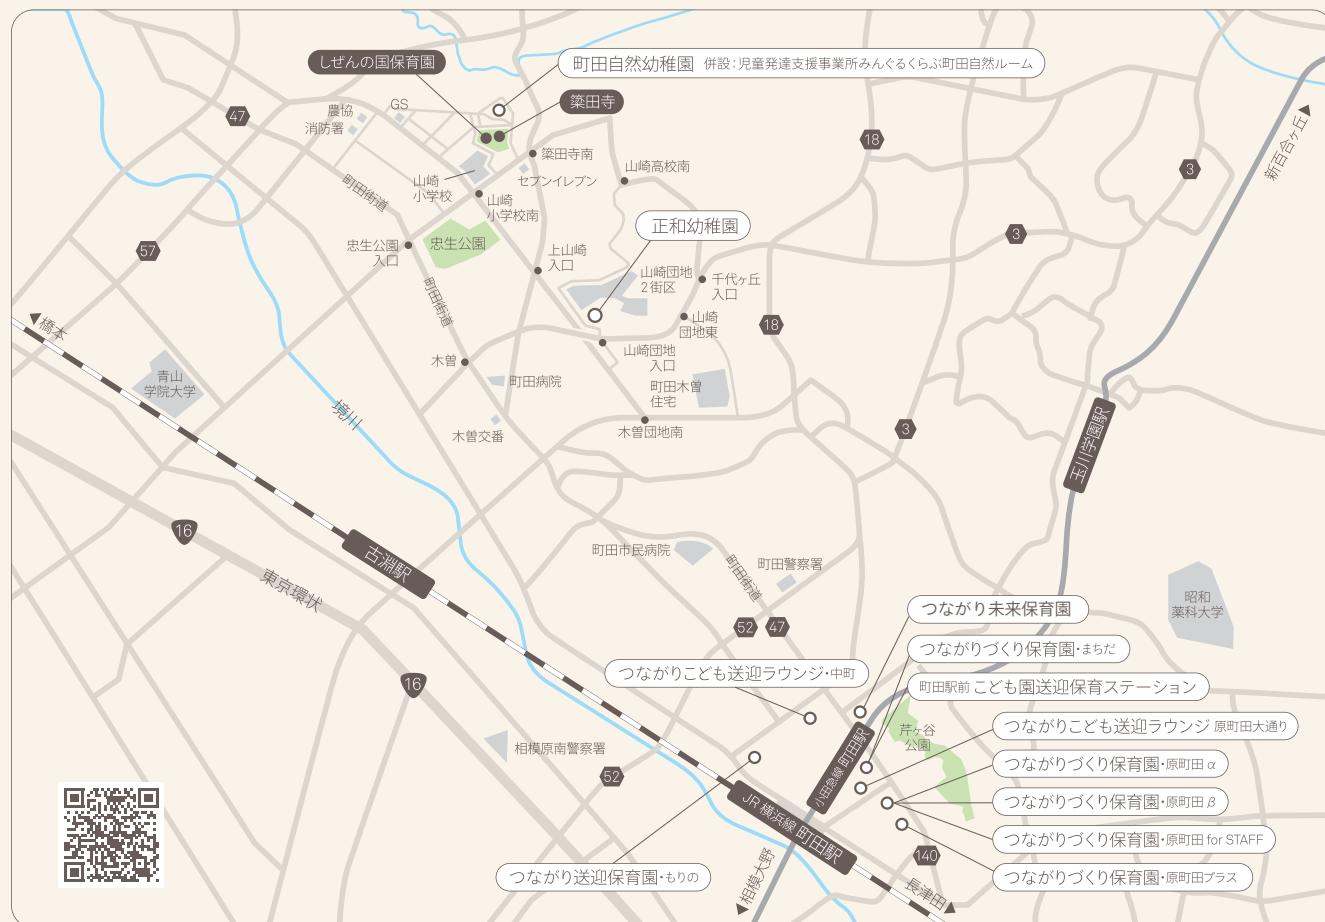 しぜんの国保育園
町田自然幼稚園 併設:児童発達支援事業所みんぐるくらぶ町田自然ルーム
簗田寺
47
農協
GS
消防署
簗田寺南
18
新百合ヶ丘
3
山崎
小学校
セブンイレブン
山崎高校南
町田街道
山崎
小学校南
正和幼稚園
3
57
忠生公園
入口
忠生公園
上山崎
入口
山崎団地
2街区
千代ヶ丘
入口
町田街道
山崎
団地東
18
橋本
木曽
山崎団地
入口
青山
学院大学
町田病院
町田木曽
住宅
境川
木曽交番
木曽団地南
3
玉川学園駅
16
古淵駅
町田市民病院
町田街道
町田警察署
東京環状
昭和
薬科大学
52
47
つながり未来保育園
つながりづくり保育園・まちだ
つながりこども送迎ラウンジ・中町
16
町田駅前 こども園送迎保育ステーション
芹ヶ谷
公園
つながりこども送迎ラウンジ 原町田大通り
相模原南警察署
52
小田急線 町田駅
つながりづくり保育園・原町田 α
つながりづくり保育園・原町田 β
JR 横浜線 町田駅
つながりづくり保育園・原町田 for STAFF
140
つながり送迎保育園・もりの
相模大野
長津田
つながりづくり保育園・原町田プラス